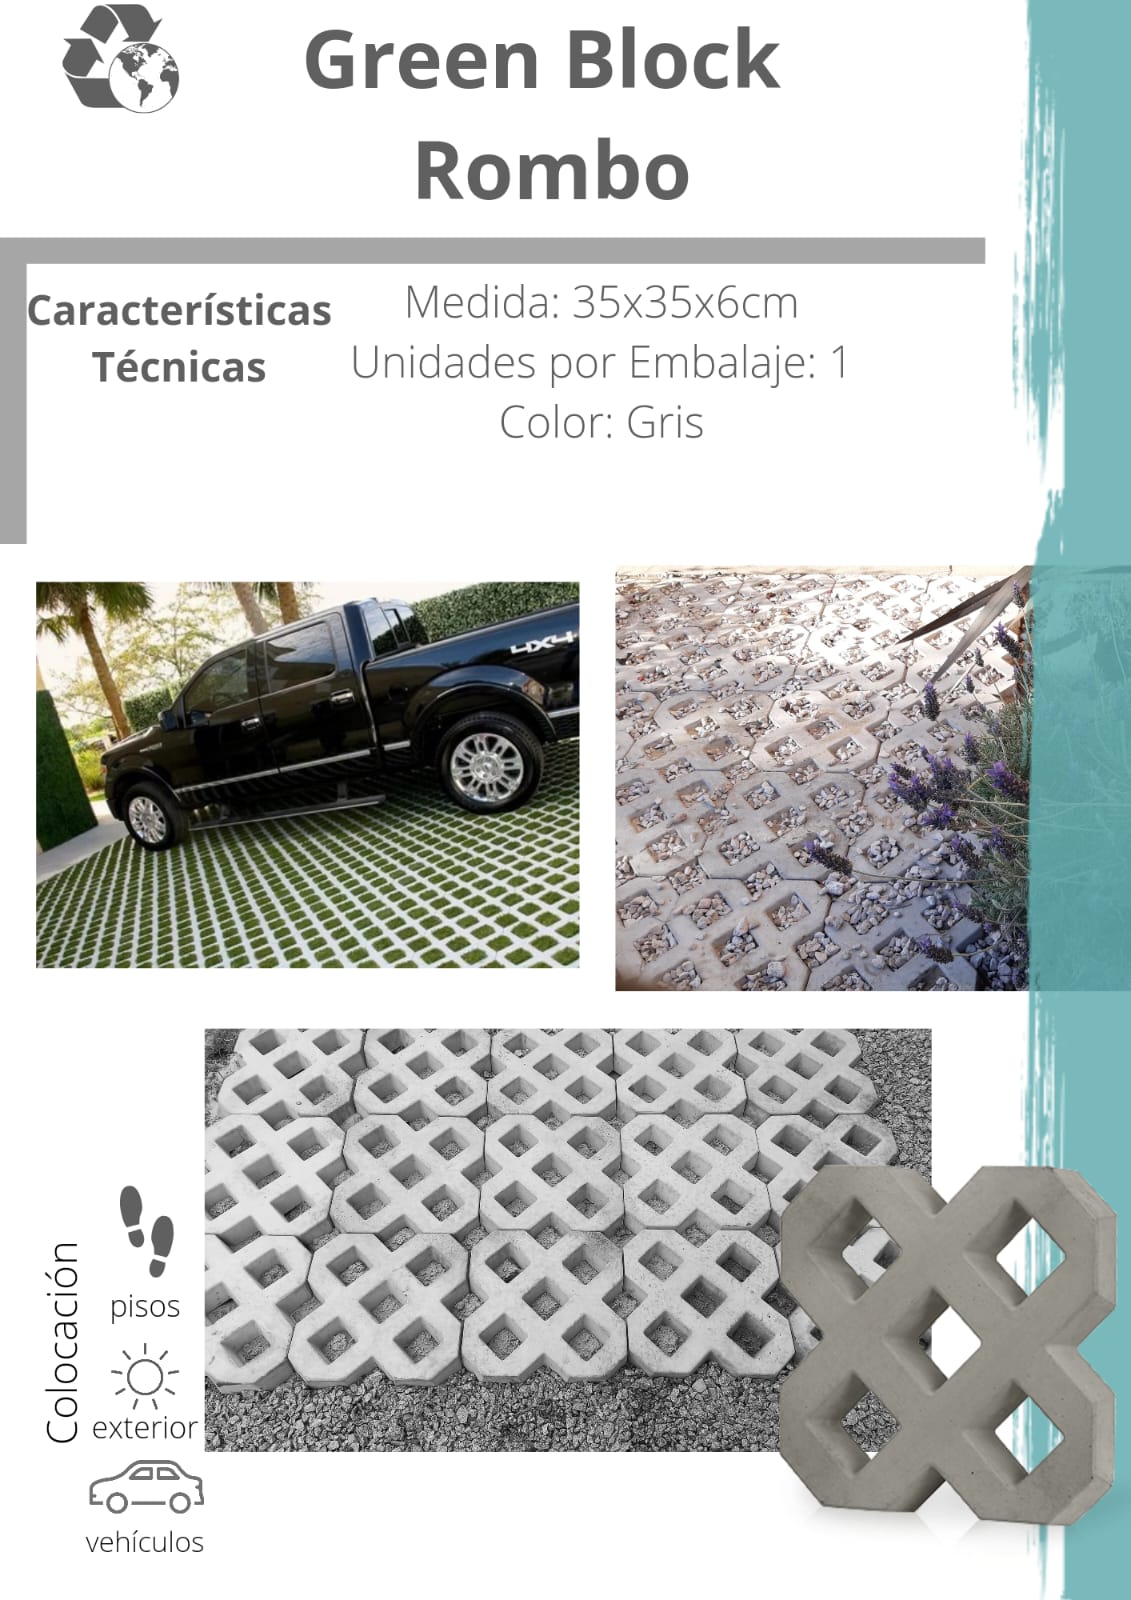 Green Block
Rombo
Características
Técnicas
Medida: 35x35x6cm
Unidades por Embalaje: 1
Color: Gris
4X4
Colocación
pisos
exterior
vehículos